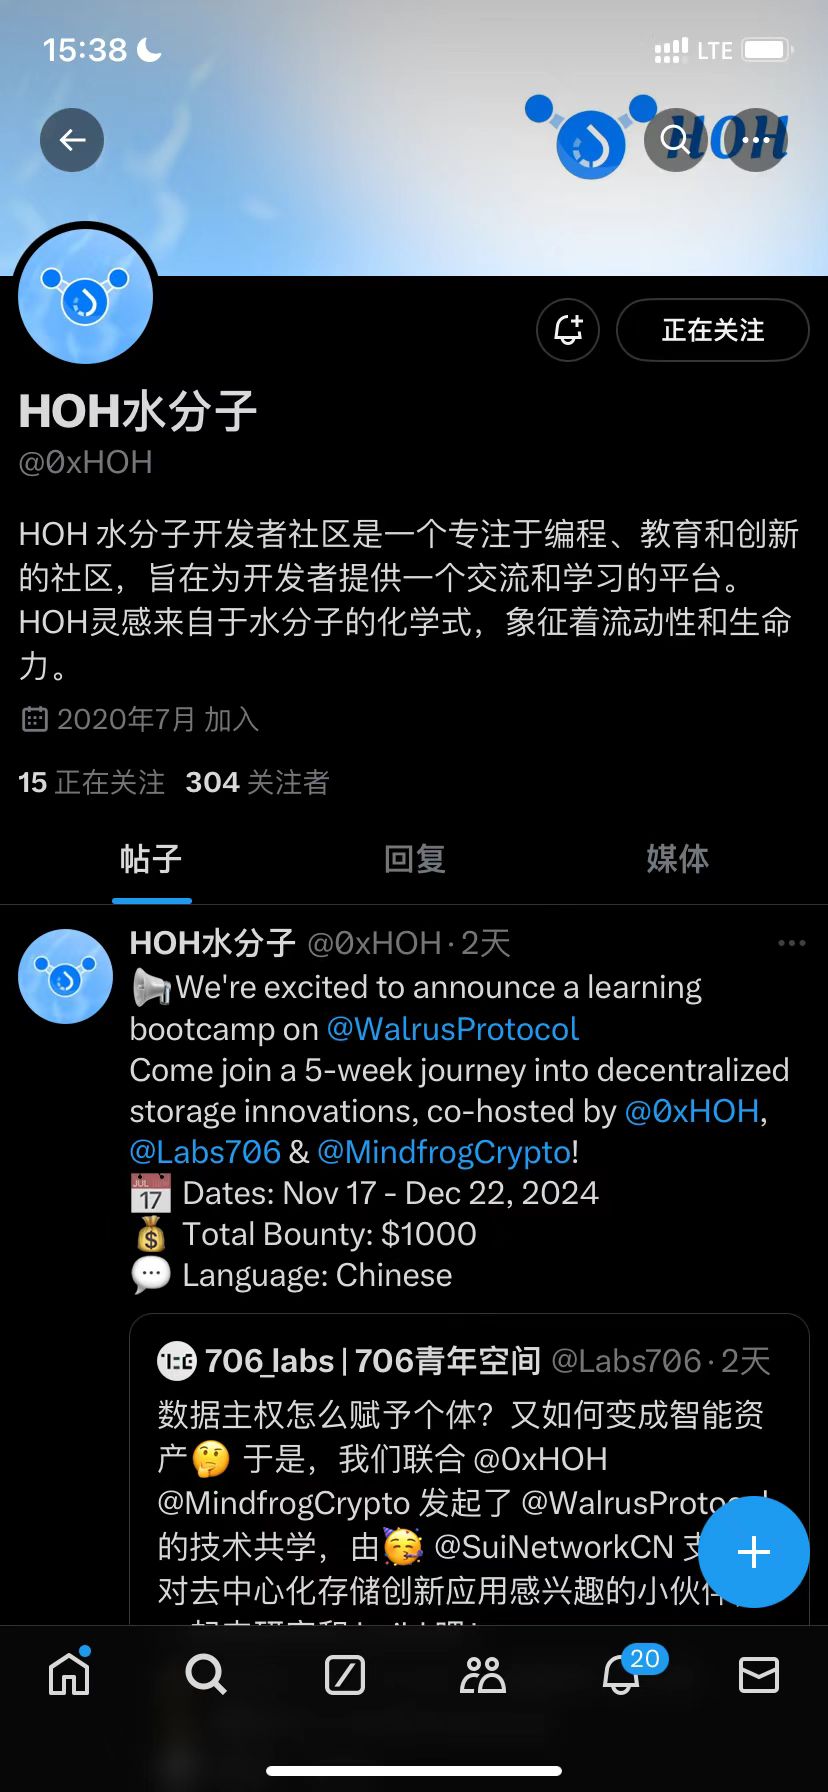 15:38
LTE
HOH
正在关注
HOH水分子
@0xHOH
HOH 水分子开发者社区是一个专注于编程、教育和创新
的社区，旨在为开发者提供一个交流和学习的平台。
HOH灵感来自于水分子的化学式，象征着流动性和生命
力。
2020年7月 加入
15 正在关注 304 关注者
帖子 回复 媒体
HOH水分子 @0xHOH · 2天
We're excited to announce a learning
bootcamp on @WalrusProtocol
Come join a 5-week journey into decentralized
storage innovations, co-hosted by @0xHOH,
@Labs706 & @MindfrogCrypto!
JUL 17 Dates: Nov 17 - Dec 22, 2024
Total Bounty: $1000
Language: Chinese
706_labs | 706青年空间 @Labs706 · 2天
数据主权怎么赋予个体？又如何变成智能资
产 于是，我们联合 @0xHOH
@MindfrogCrypto 发起了 @WalrusProtocol
的技术共学，由 @SuiNetworkCN 支
对去中心化存储创新应用感兴趣的小伙伴
20